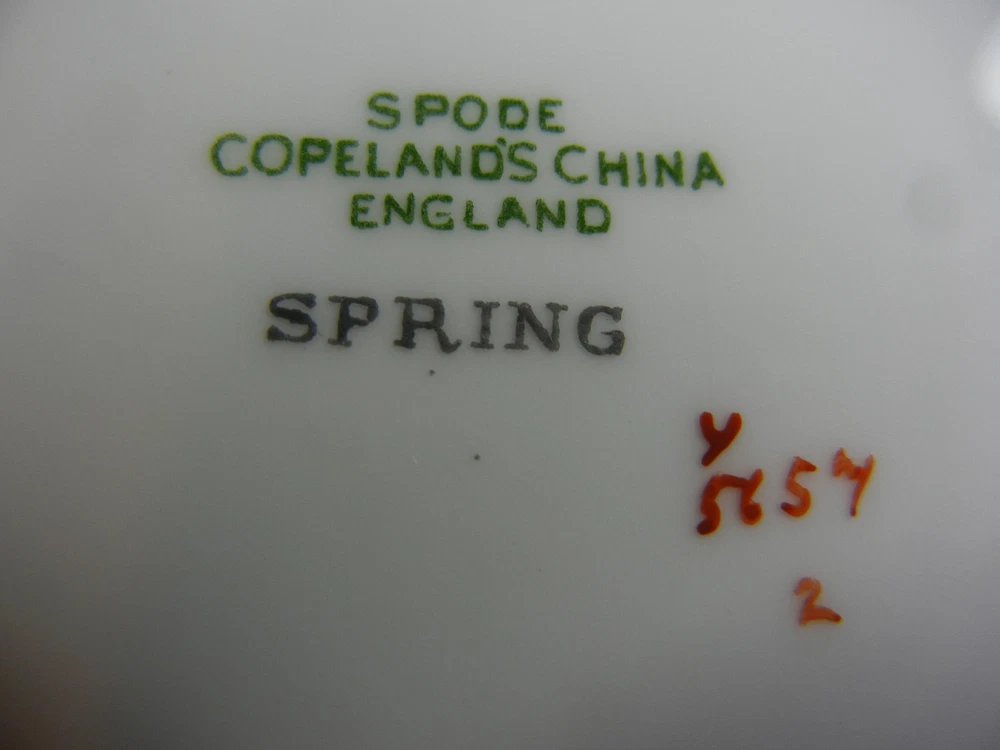 SPODE
COPELAND'S CHINA
ENGLAND
SPRING
Y
5657
2